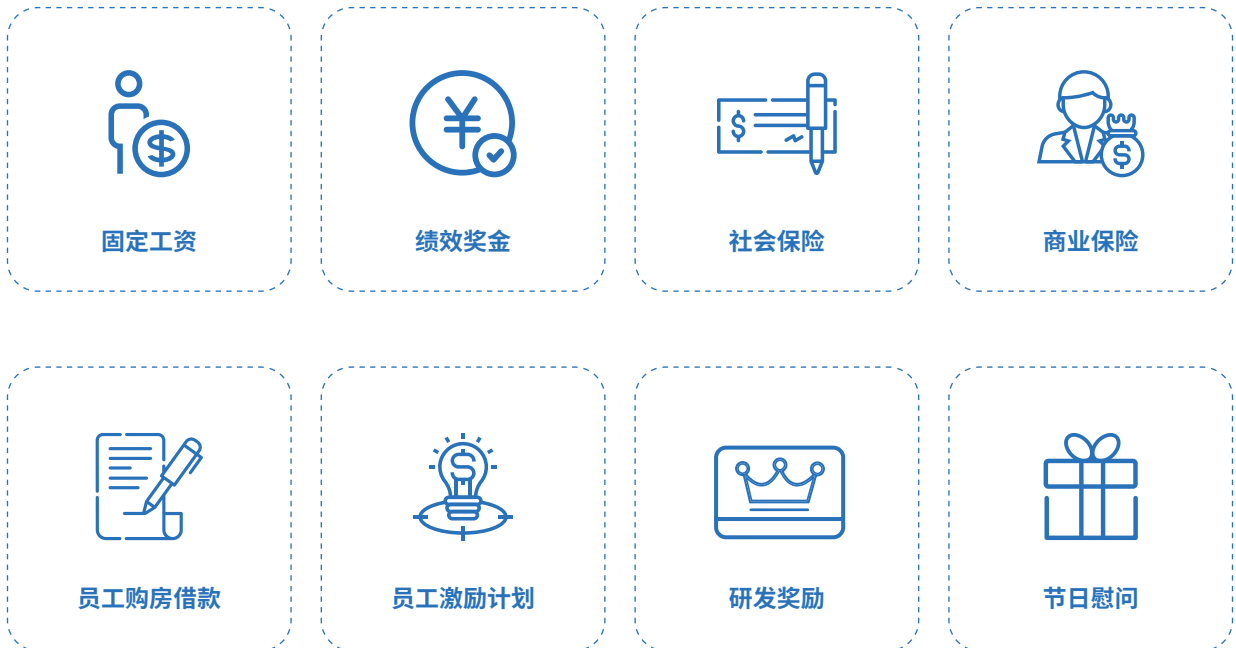 固定工资
绩效奖金
社会保险
商业保险
员工购房借款
员工激励计划
研发奖励
节日慰问